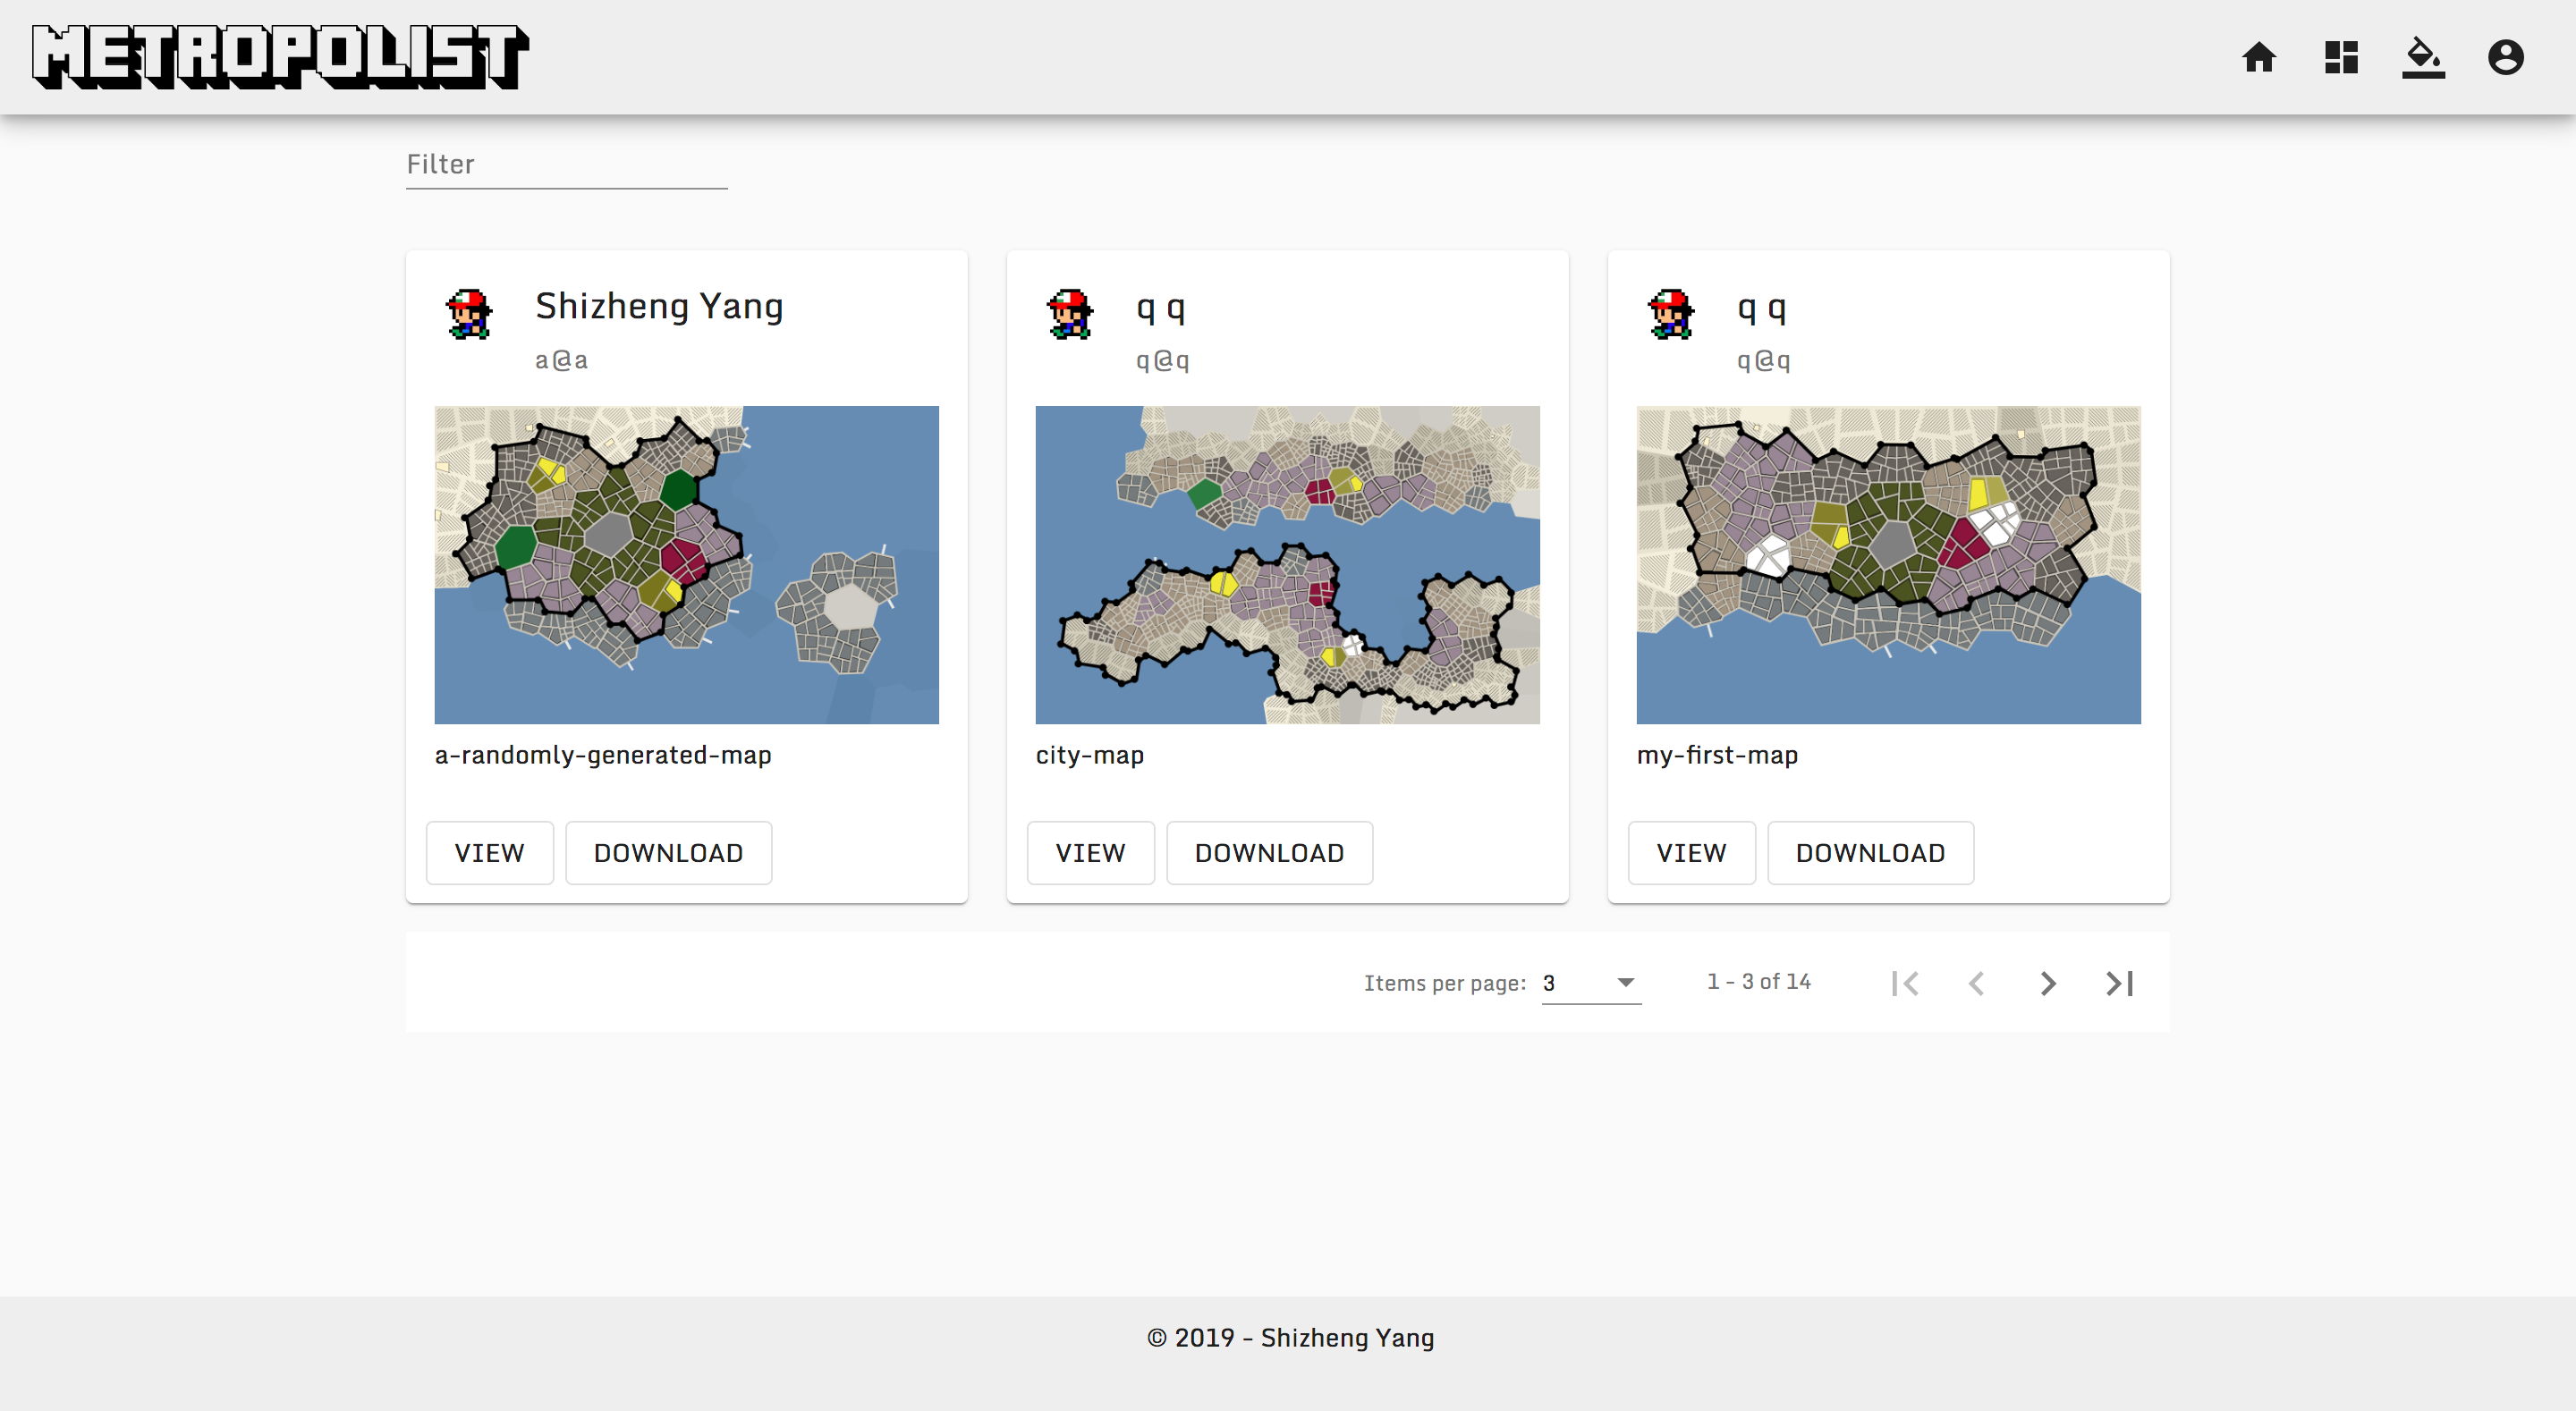 METROPOLIST
Filter
Shizheng Yang
a@a
a-randomly-generated-map
VIEW DOWNLOAD
q q
q@q
city-map
VIEW DOWNLOAD
q q
q@q
my-first-map
VIEW DOWNLOAD
Items per page: 3 1 - 3 of 14
© 2019 - Shizheng Yang